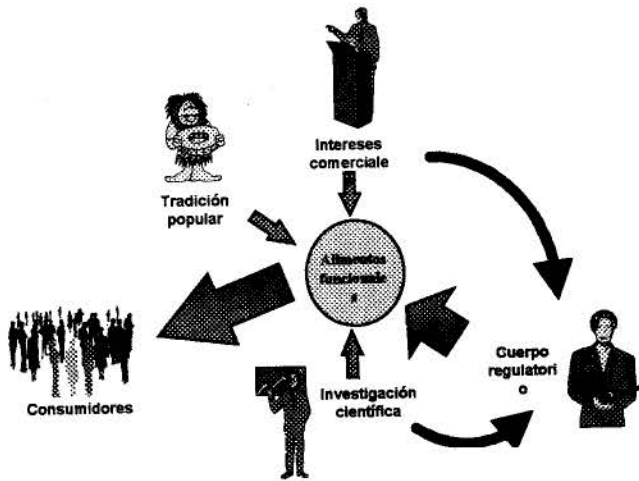 Intereses
comerciale
Tradición
popular
Alimentos
funcionale
s
Consumidores
Investigación
científica
Cuerpo
regulatori
o